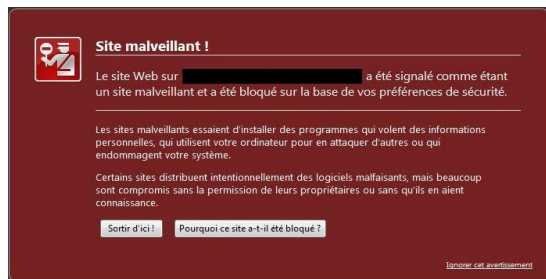 Site malveillant !
Le site Web sur a été signalé comme étant
un site malveillant et a été bloqué sur la base de vos préférences de sécurité.
Les sites malveillants essaient d'installer des programmes qui volent des informations
personnelles, qui utilisent votre ordinateur pour en attaquer d'autres ou qui
endommagent votre système.
Certains sites distribuent intentionnellement des logiciels malfaisants, mais beaucoup
sont compromis sans la permission de leurs propriétaires ou sans qu'ils en aient
connaissance.
Sortir d'ici ! Pourquoi ce site a-t-il été bloqué ?
Ignorer cet avertissement